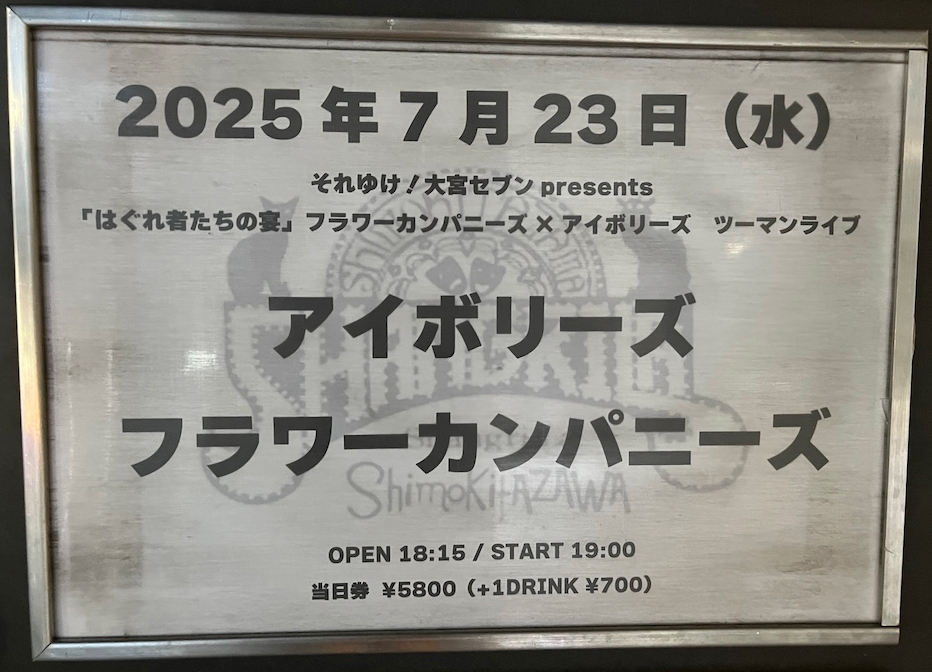 2025年7月23日（水）
それゆけ！大宮セブン presents
「はぐれ者たちの宴」フラワーカンパニーズ × アイボリーズ　ツーマンライブ
アイボリーズ
フラワーカンパニーズ
ShimoKitAZAWA
OPEN 18:15 / START 19:00
当日券 ¥5800（+1DRINK ¥700）